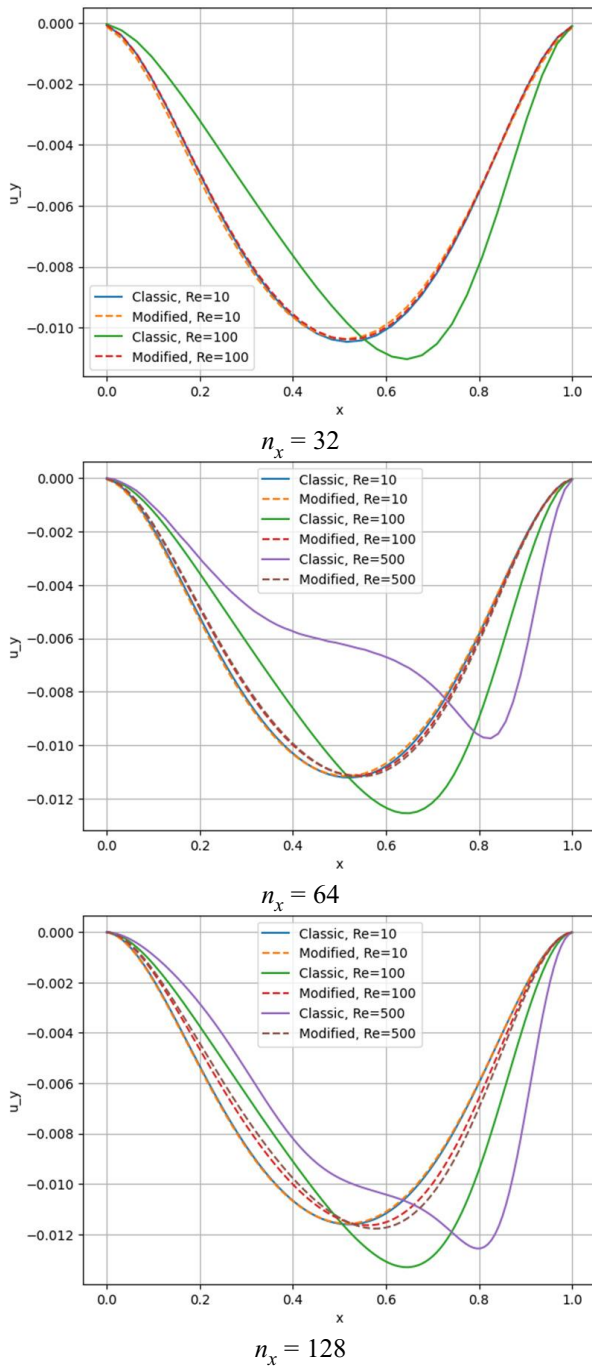 0.000
−0.002
−0.004
−0.006
−0.008
−0.010
u_y
Classic, Re=10
Modified, Re=10
Classic, Re=100
Modified, Re=100
0.0 0.2 0.4 0.6 0.8 1.0
x
n_x = 32
0.000
−0.002
−0.004
−0.006
−0.008
−0.010
−0.012
u_y
Classic, Re=10
Modified, Re=10
Classic, Re=100
Modified, Re=100
Classic, Re=500
Modified, Re=500
0.0 0.2 0.4 0.6 0.8 1.0
x
n_x = 64
0.000
−0.002
−0.004
−0.006
−0.008
−0.010
−0.012
u_y
Classic, Re=10
Modified, Re=10
Classic, Re=100
Modified, Re=100
Classic, Re=500
Modified, Re=500
0.0 0.2 0.4 0.6 0.8 1.0
x
n_x = 128